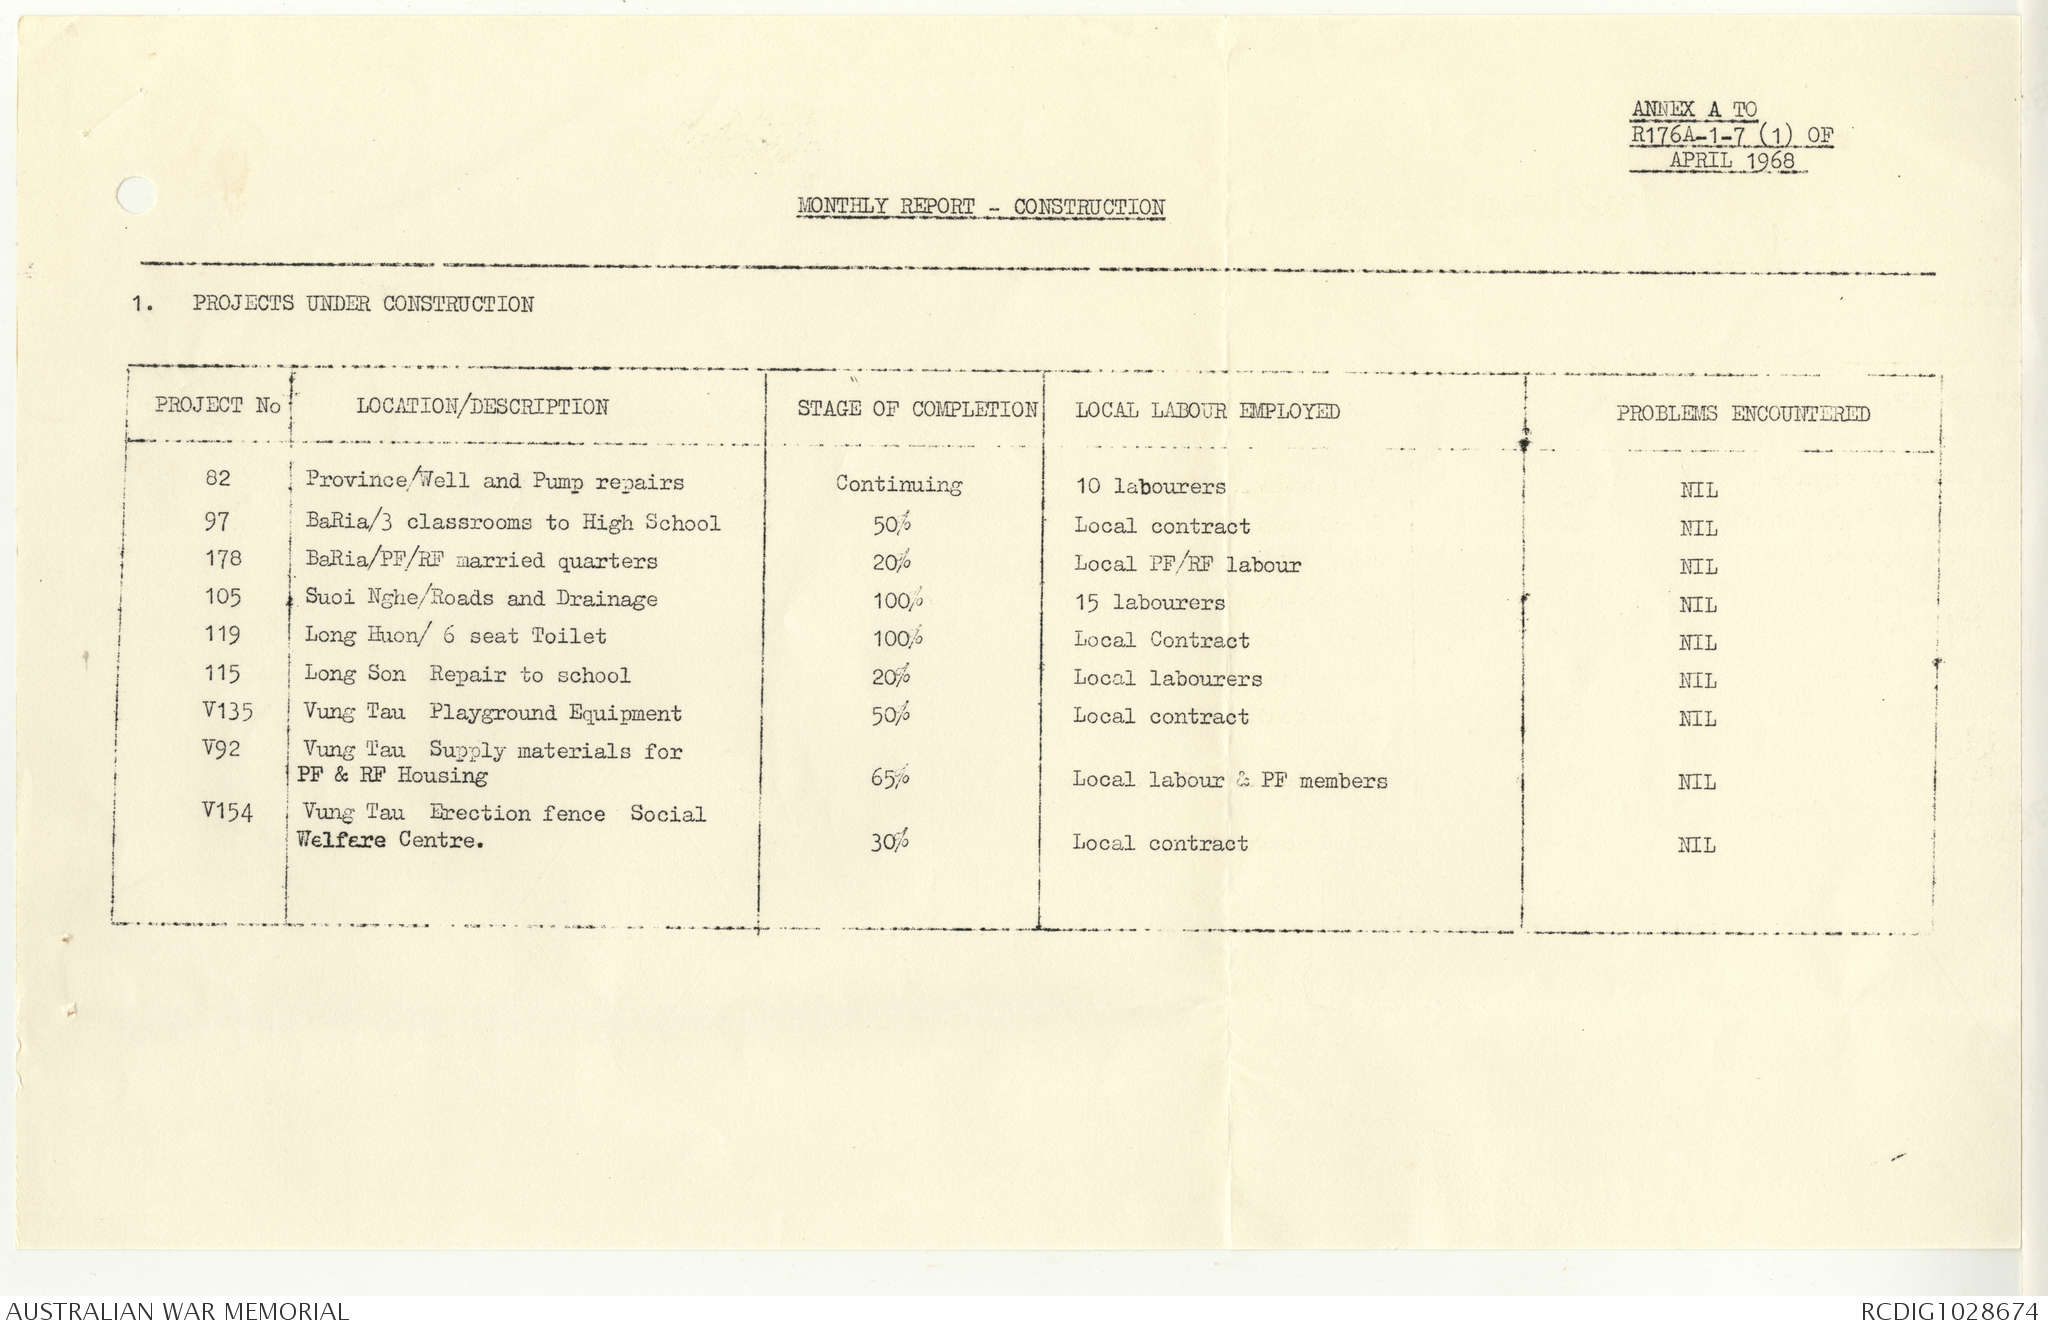 ANNEX A TO
R176A-1-7 (1) OF
APRIL 1968
MONTHLY REPORT - CONSTRUCTION
1. PROJECTS UNDER CONSTRUCTION
PROJECT No LOCATION/DESCRIPTION STAGE OF COMPLETION LOCAL LABOUR EMPLOYED PROBLEMS ENCOUNTERED
82 Province/Well and Pump repairs Continuing 10 labourers NIL
97 BaRia/3 classrooms to High School 50% Local contract NIL
178 BaRia/PF/RF married quarters 20% Local PF/RF labour NIL
105 Suoi Nghe/Roads and Drainage 100% 15 labourers NIL
119 Long Huon/ 6 seat Toilet 100% Local Contract NIL
115 Long Son Repair to school 20% Local labourers NIL
V135 Vung Tau Playground Equipment 50% Local contract NIL
V92 Vung Tau Supply materials for
PF & RF Housing 65% Local labour & PF members NIL
V154 Vung Tau Erection fence Social
Welfare Centre. 30% Local contract NIL
AUSTRALIAN WAR MEMORIAL RCDIG1028674